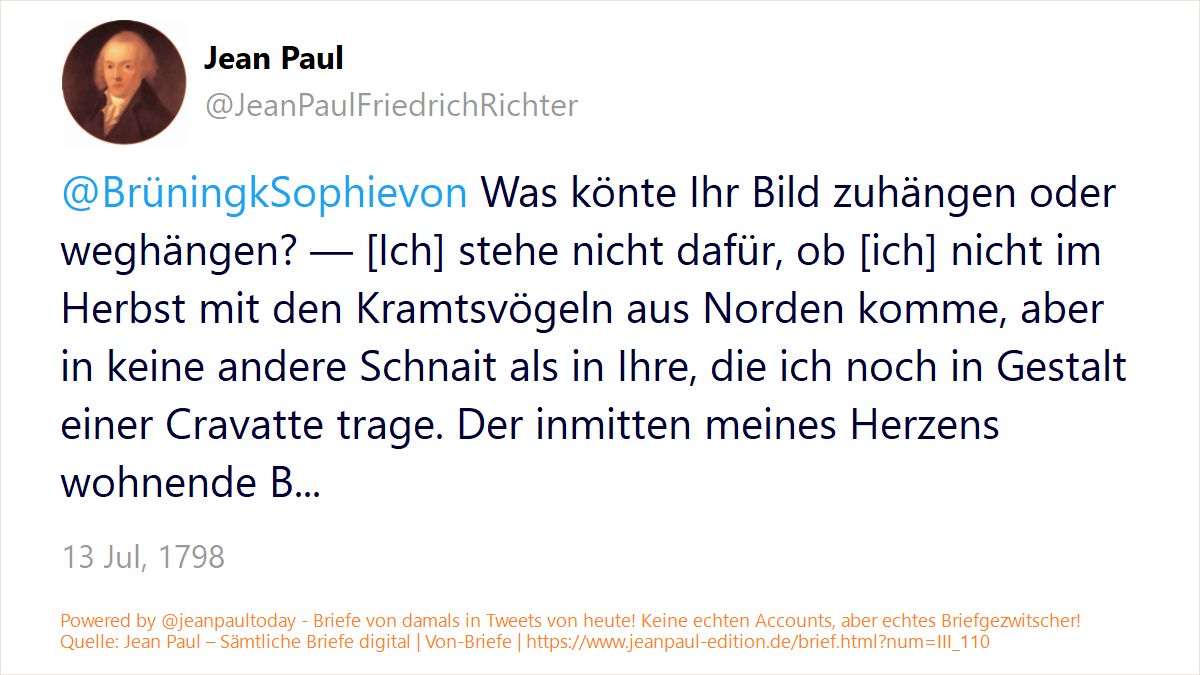 Jean Paul
@JeanPaulFriedrichRichter
@BrüningkSophievon Was könte Ihr Bild zuhängen oder
weghängen? — [Ich] stehe nicht dafür, ob [ich] nicht im
Herbst mit den Kramtsvögeln aus Norden komme, aber
in keine andere Schnait als in Ihre, die ich noch in Gestalt
einer Cravatte trage. Der inmitten meines Herzens
wohnende B...
13 Jul, 1798
Powered by @jeanpaultoday - Briefe von damals in Tweets von heute! Keine echten Accounts, aber echtes Briefgezwitscher!
Quelle: Jean Paul – Sämtliche Briefe digital | Von-Briefe | https://www.jeanpaul-edition.de/brief.html?num=III_110